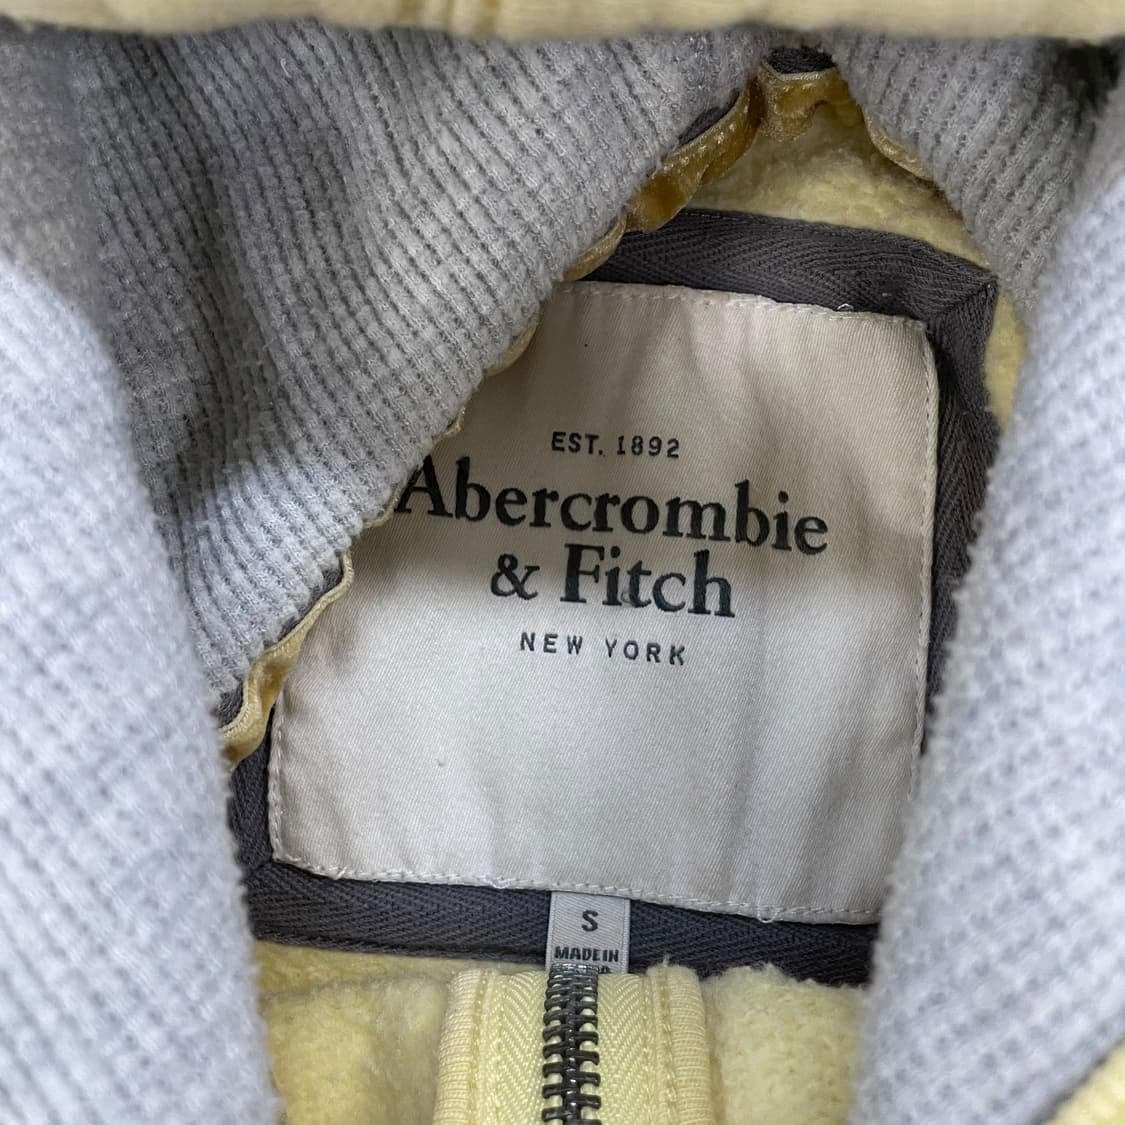 EST. 1892
Abercrombie
& Fitch
NEW YORK
S
MADE IN